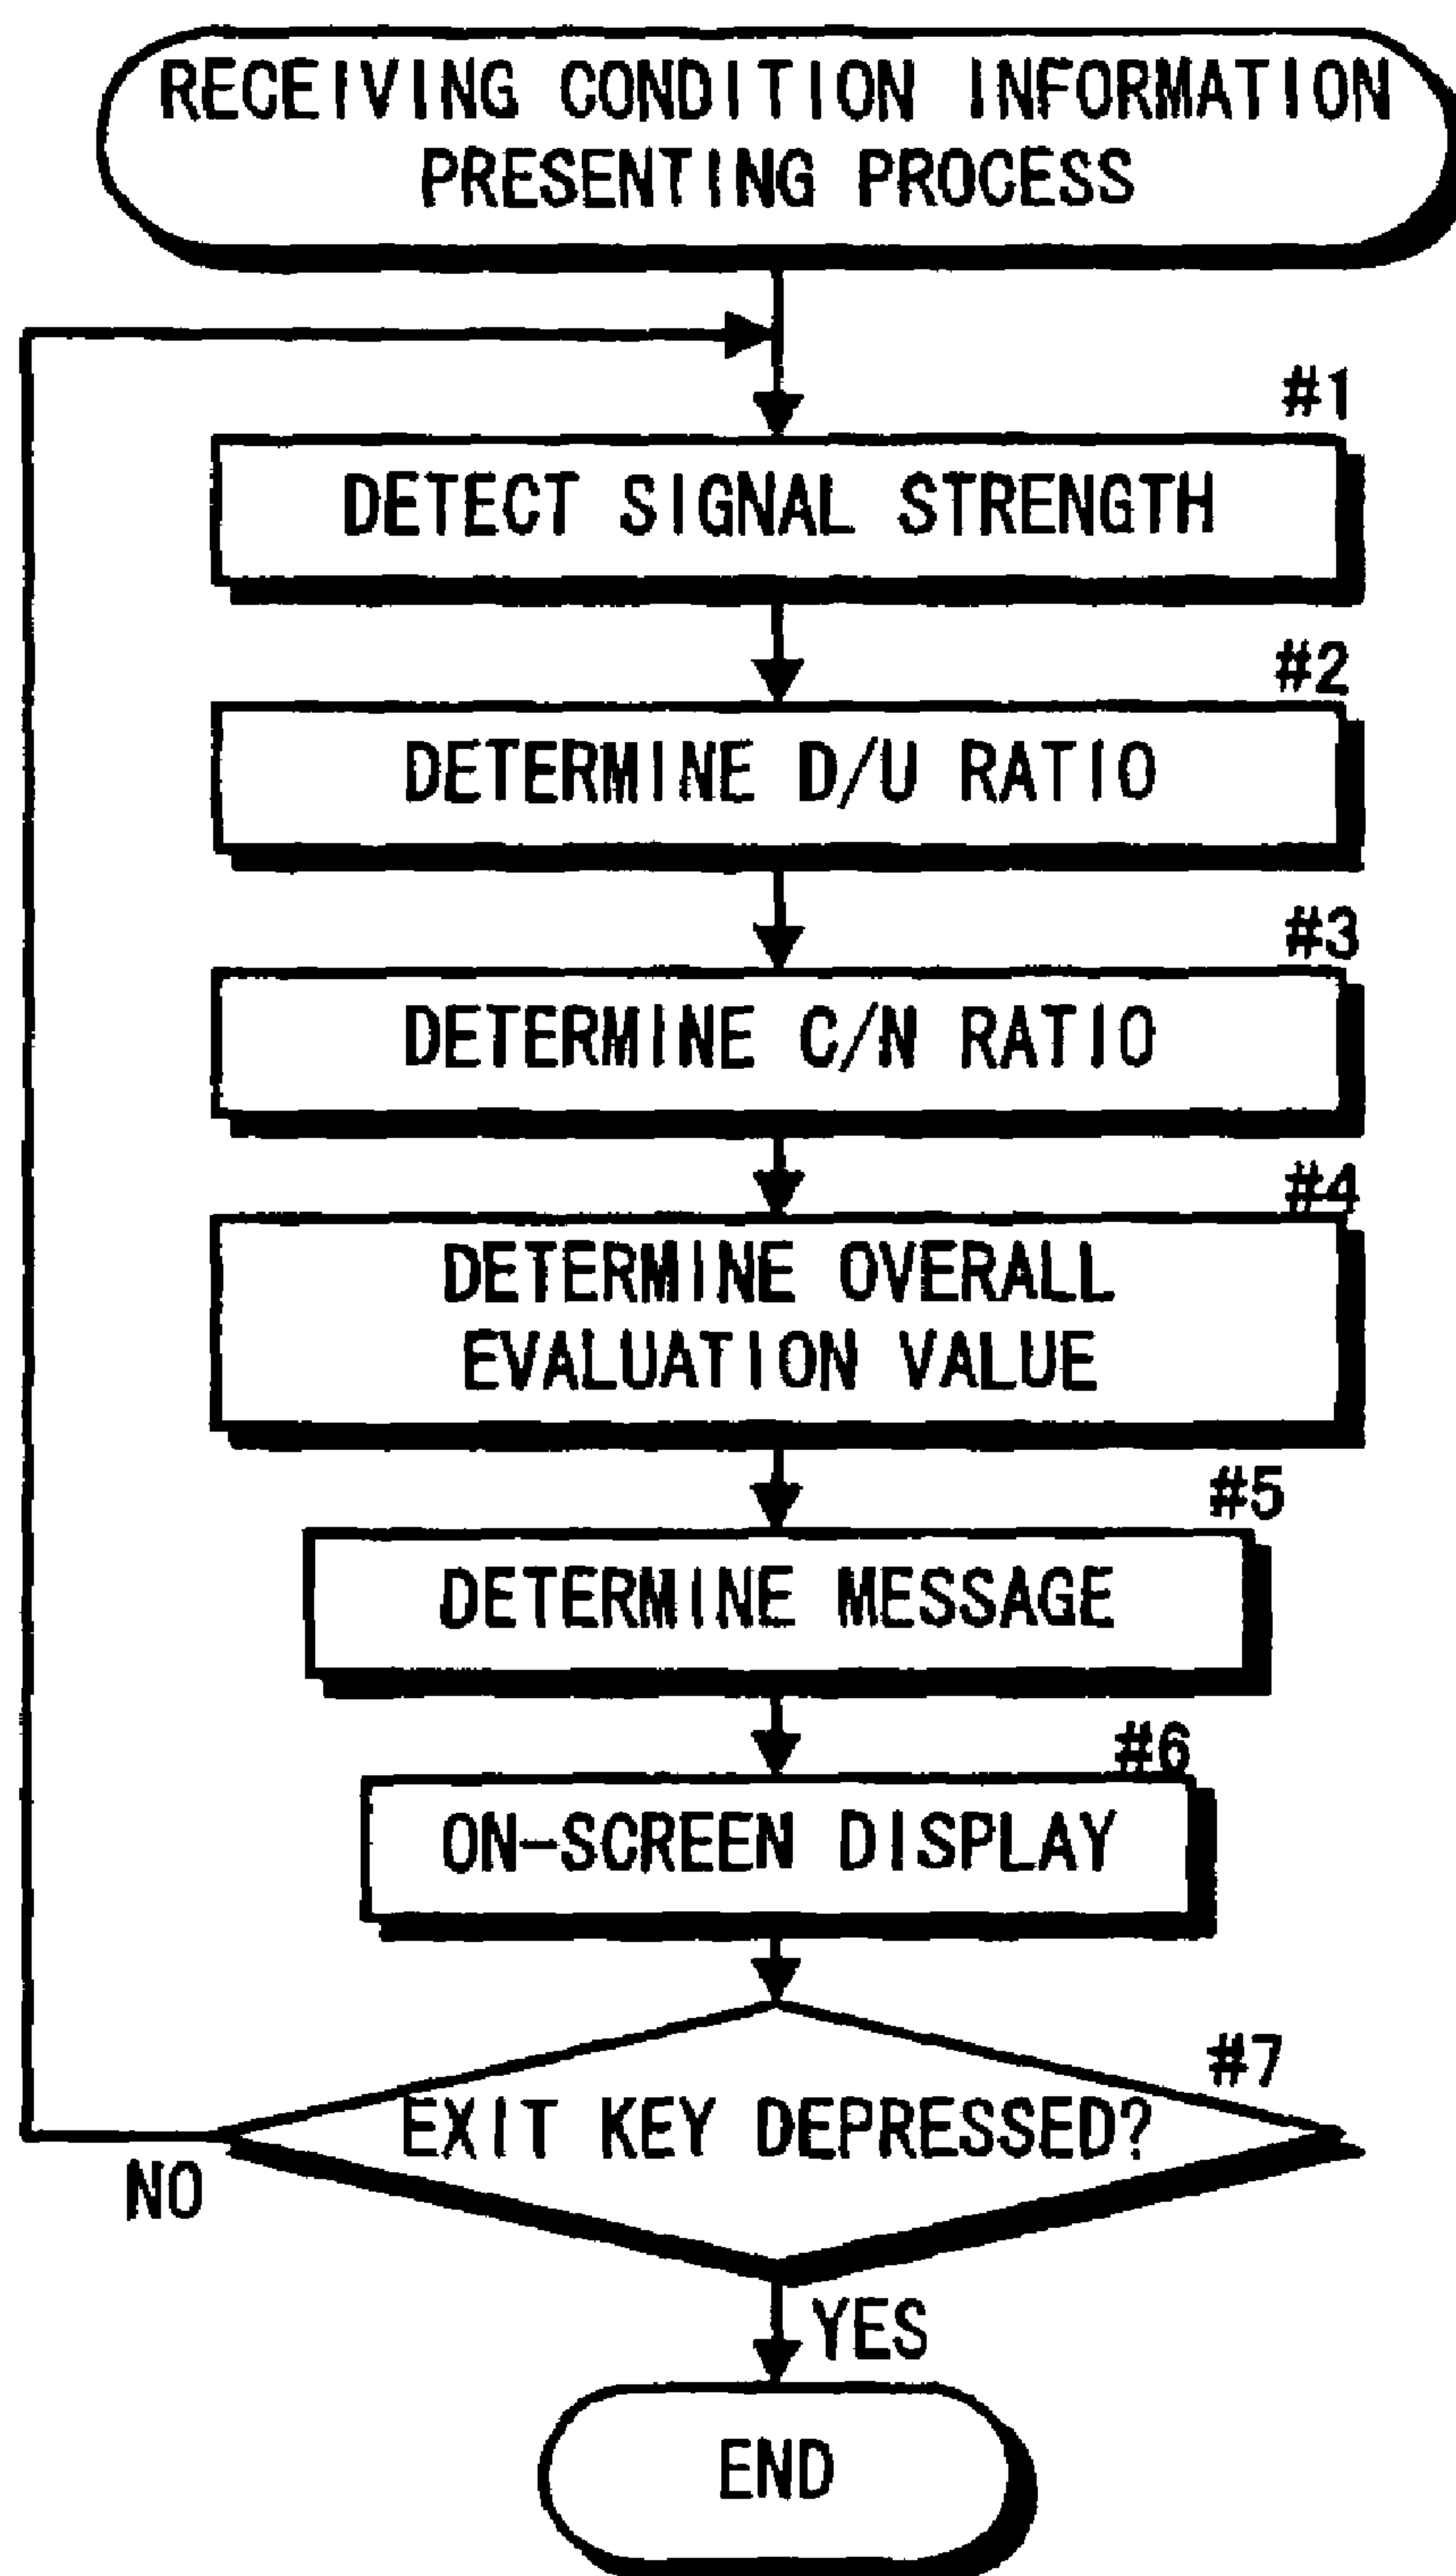 RECEIVING CONDITION INFORMATION
PRESENTING PROCESS
#1
DETECT SIGNAL STRENGTH
#2
DETERMINE D/U RATIO
#3
DETERMINE C/N RATIO
#4
DETERMINE OVERALL
EVALUATION VALUE
#5
DETERMINE MESSAGE
#6
ON-SCREEN DISPLAY
#7
EXIT KEY DEPRESSED?
NO
YES
END